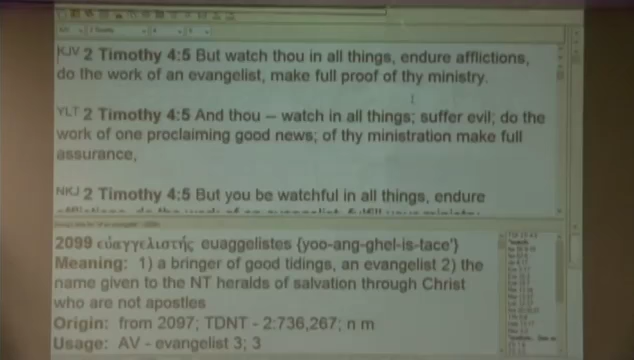 KJV 2 Timothy 4:5 But watch thou in all things, endure afflictions,
do the work of an evangelist, make full proof of thy ministry.
YLT 2 Timothy 4:5 And thou — watch in all things; suffer evil; do the
work of one proclaiming good news; of thy ministration make full
assurance,
NKJ 2 Timothy 4:5 But you be watchful in all things, endure
2099 εὐαγγελιστής euaggelistes {yoo-ang-ghel-is-tace'}
Meaning: 1) a bringer of good tidings, an evangelist 2) the
name given to the NT heralds of salvation through Christ
who are not apostles
Origin: from 2097; TDNT - 2:736,267; n m
Usage: AV - evangelist 3; 3